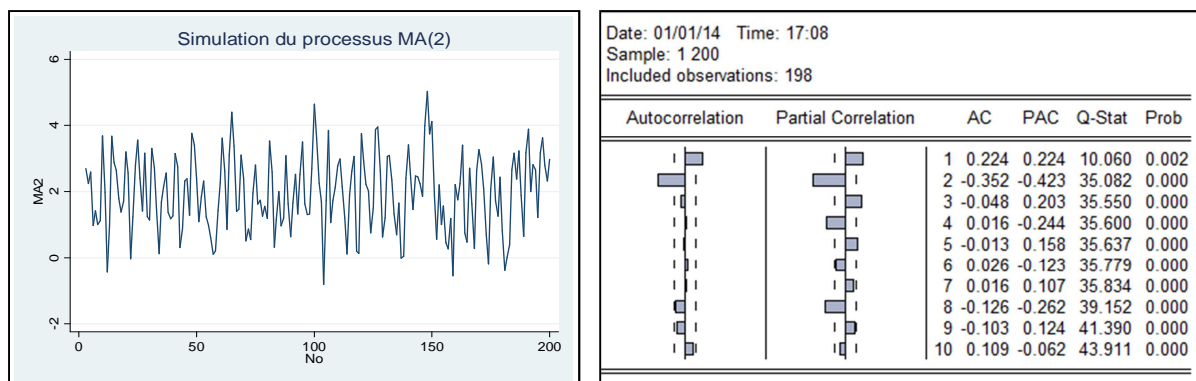 Simulation du processus MA(2)
6
4
2
0
-2
MA2
0 50 100 150 200
No
Date: 01/01/14 Time: 17:08
Sample: 1 200
Included observations: 198
Autocorrelation Partial Correlation AC PAC Q-Stat Prob
1 0.224 0.224 10.060 0.002
2 -0.352 -0.423 35.082 0.000
3 -0.048 0.203 35.550 0.000
4 0.016 -0.244 35.600 0.000
5 -0.013 0.158 35.637 0.000
6 0.026 -0.123 35.779 0.000
7 0.016 0.107 35.834 0.000
8 -0.126 -0.262 39.152 0.000
9 -0.103 0.124 41.390 0.000
10 0.109 -0.062 43.911 0.000